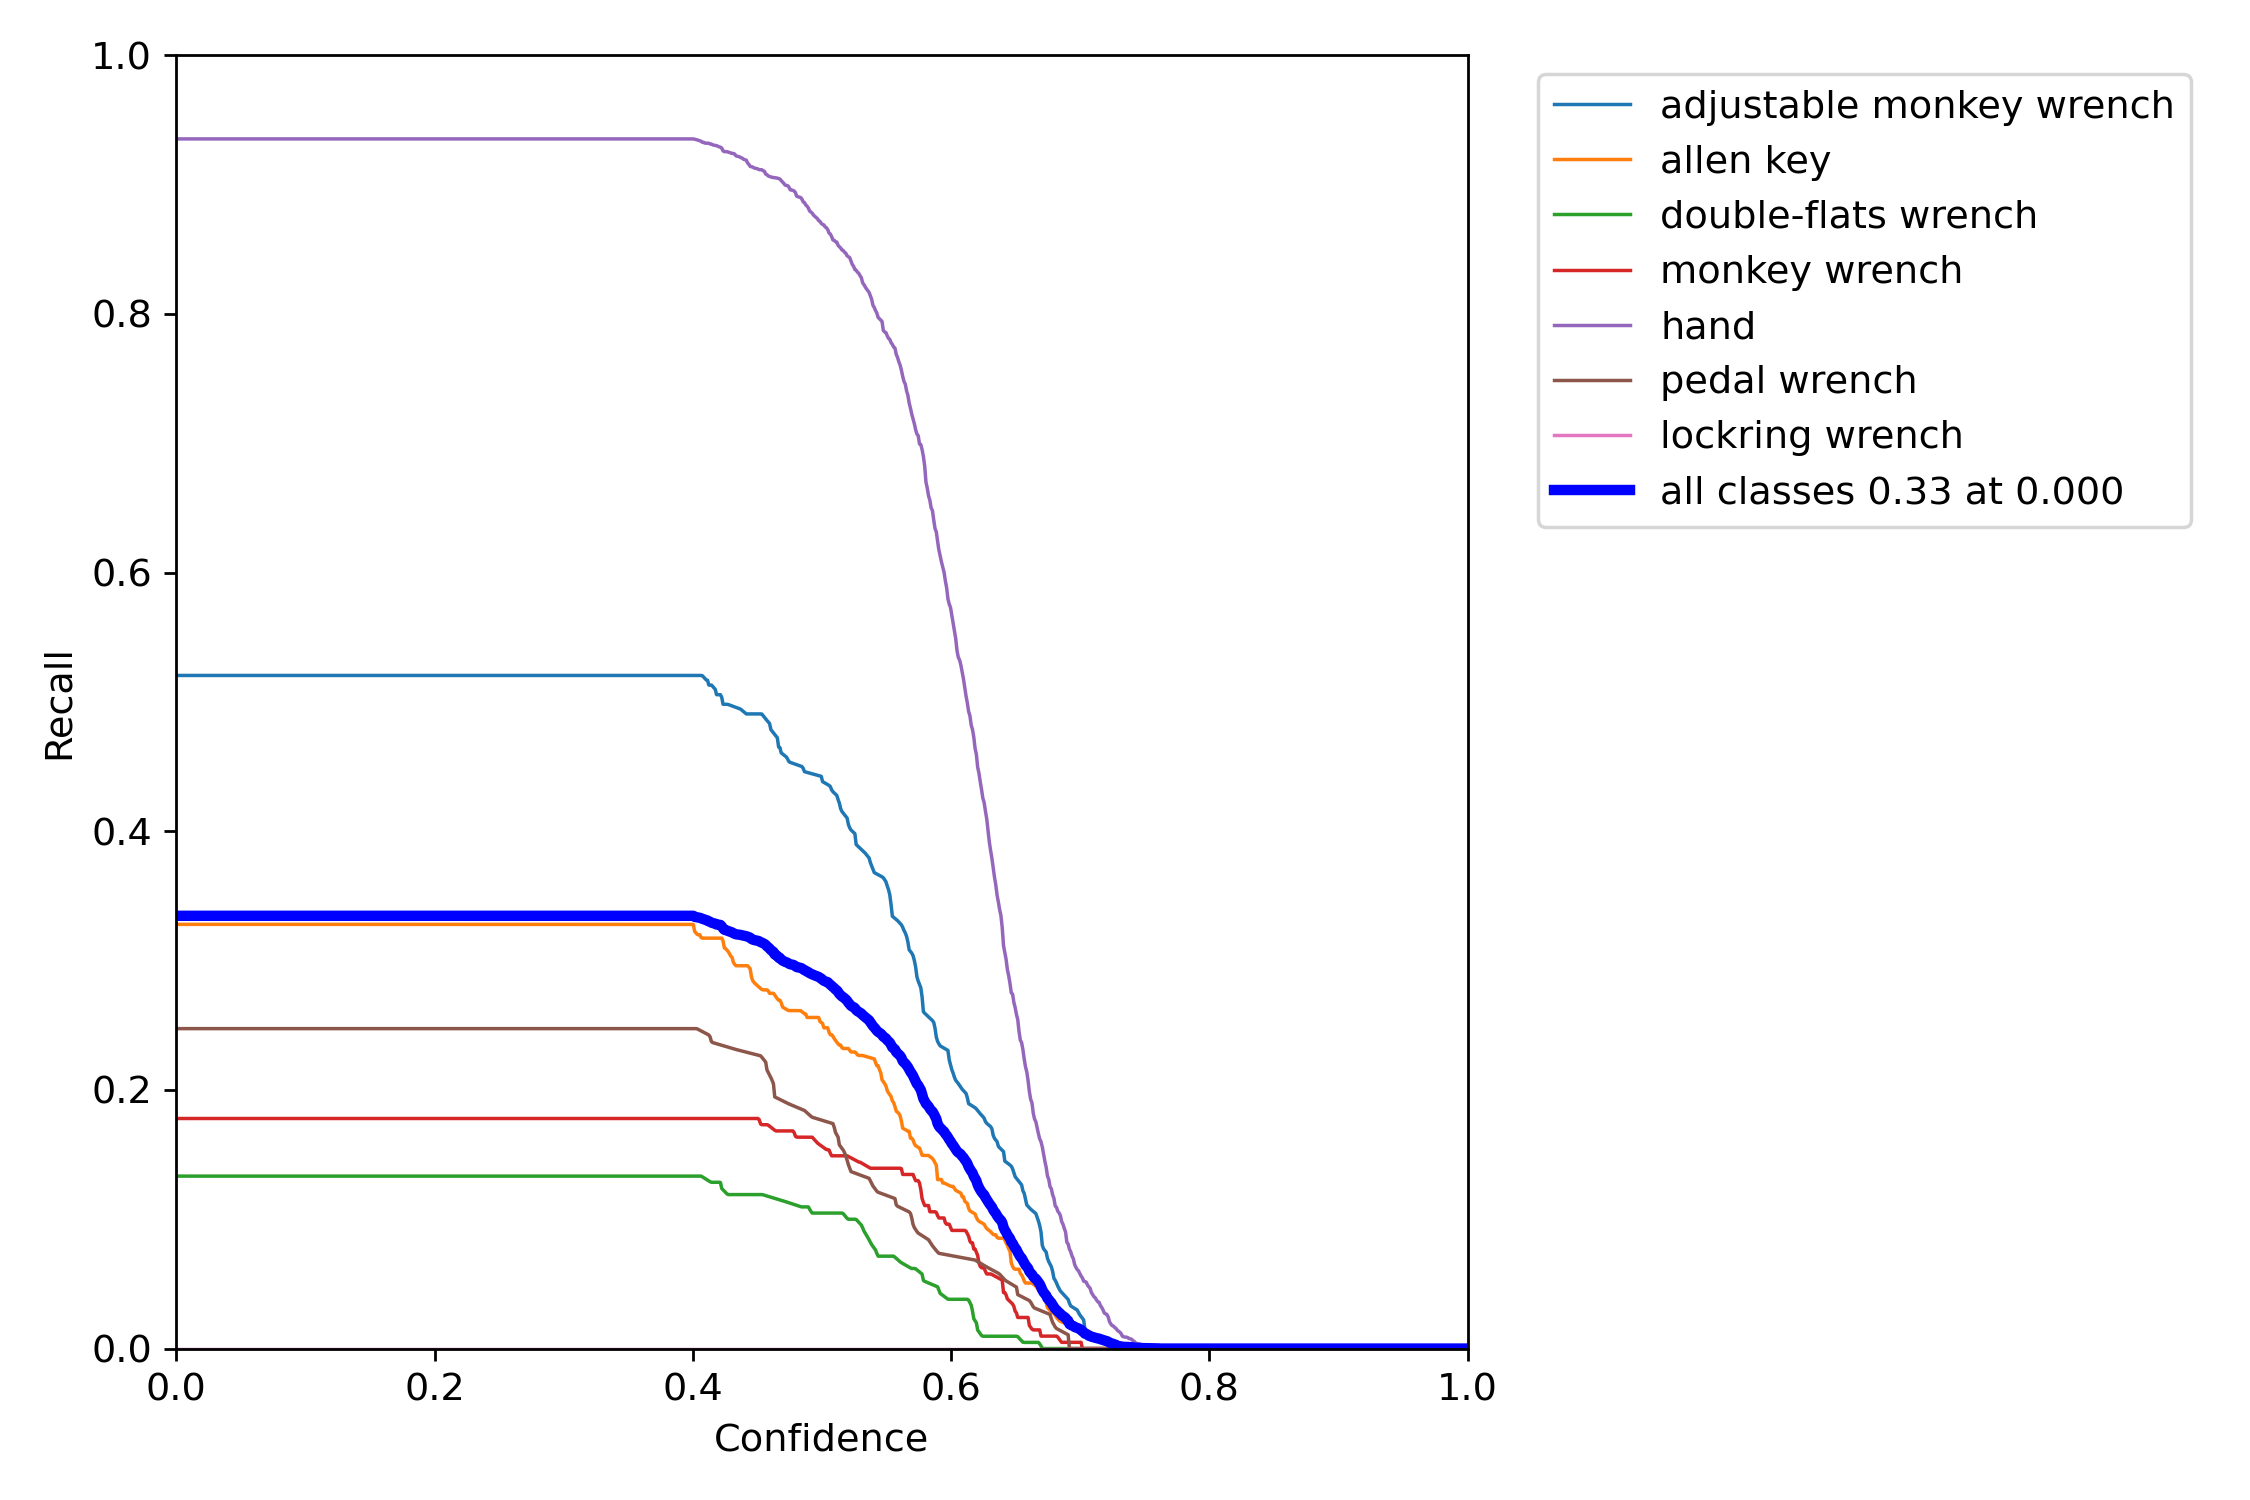 1.0
0.8
0.6
0.4
0.2
0.0
Recall
0.0 0.2 0.4 0.6 0.8 1.0
Confidence
adjustable monkey wrench
allen key
double-flats wrench
monkey wrench
hand
pedal wrench
lockring wrench
all classes 0.33 at 0.000